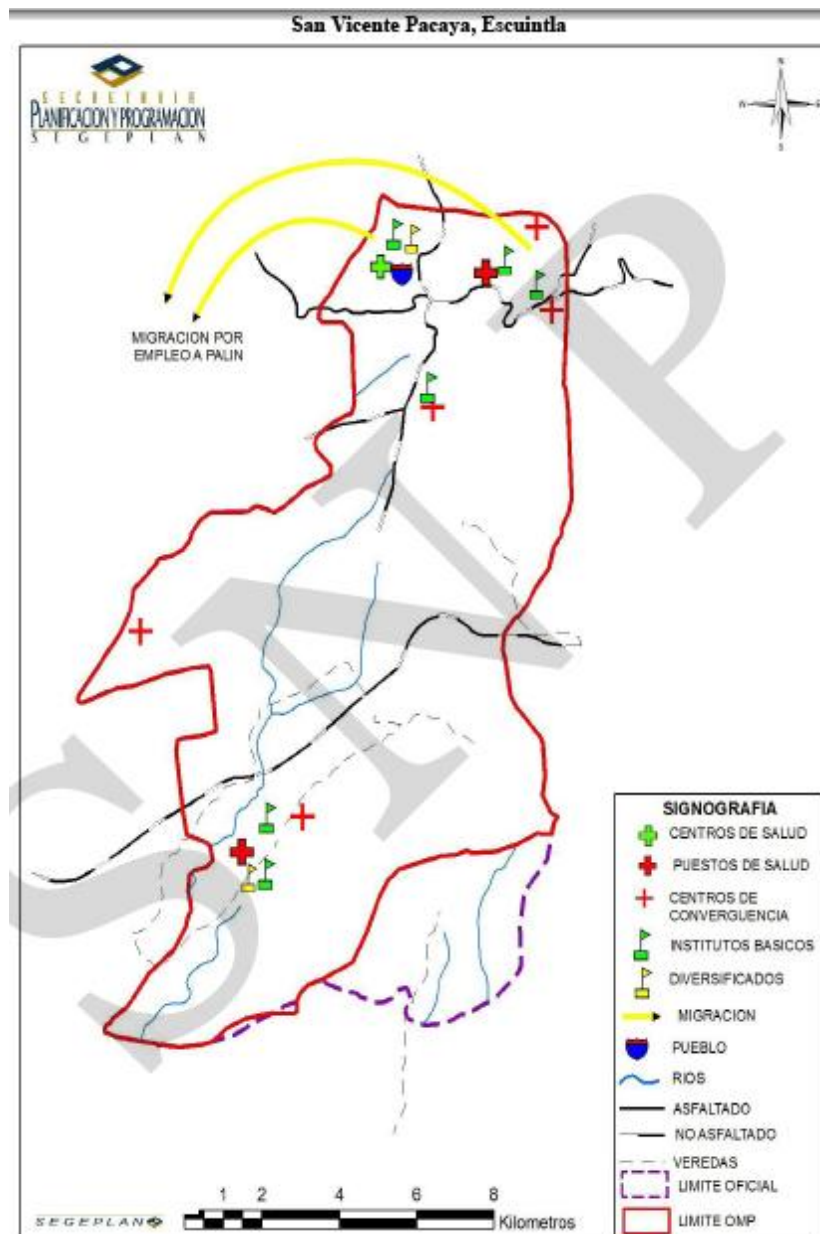 San Vicente Pacaya, Escuintla
SECRETARIA
PLANIFICACION Y PROGRAMACION
SEGEPLAN
N
W
E
S
MIGRACION POR
EMPLEO A PALIN
SNIP
SIGNOGRAFIA
CENTROS DE SALUD
PUESTOS DE SALUD
CENTROS DE
CONVERGUENCIA
INSTITUTOS BASICOS
DIVERSIFICADOS
MIGRACION
PUEBLO
RIOS
ASFALTADO
NO ASFALTADO
VEREDAS
LIMITE OFICIAL
LIMITE OMP
SEGEPLAN
1 2 4 6 8
Kilometros